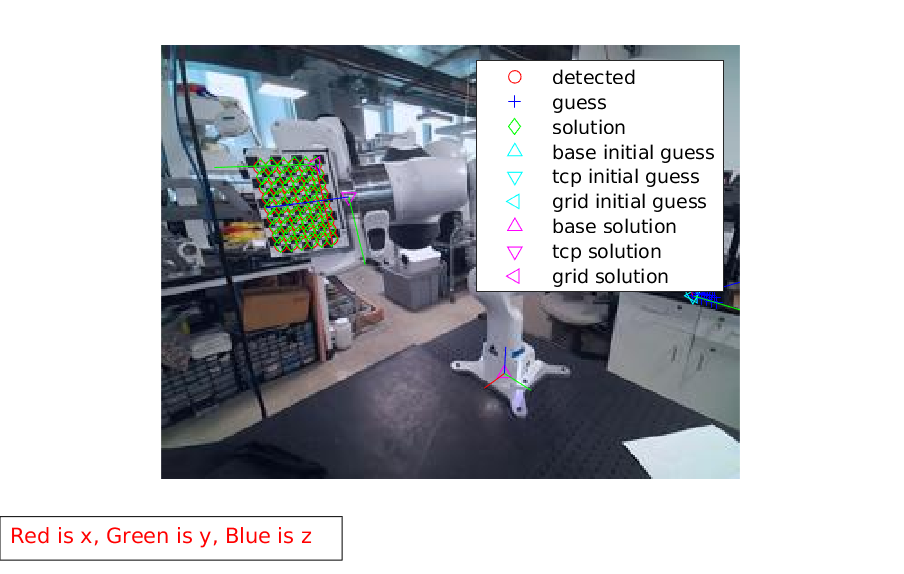 detected
guess
solution
base initial guess
tcp initial guess
grid initial guess
base solution
tcp solution
grid solution
Red is x, Green is y, Blue is z